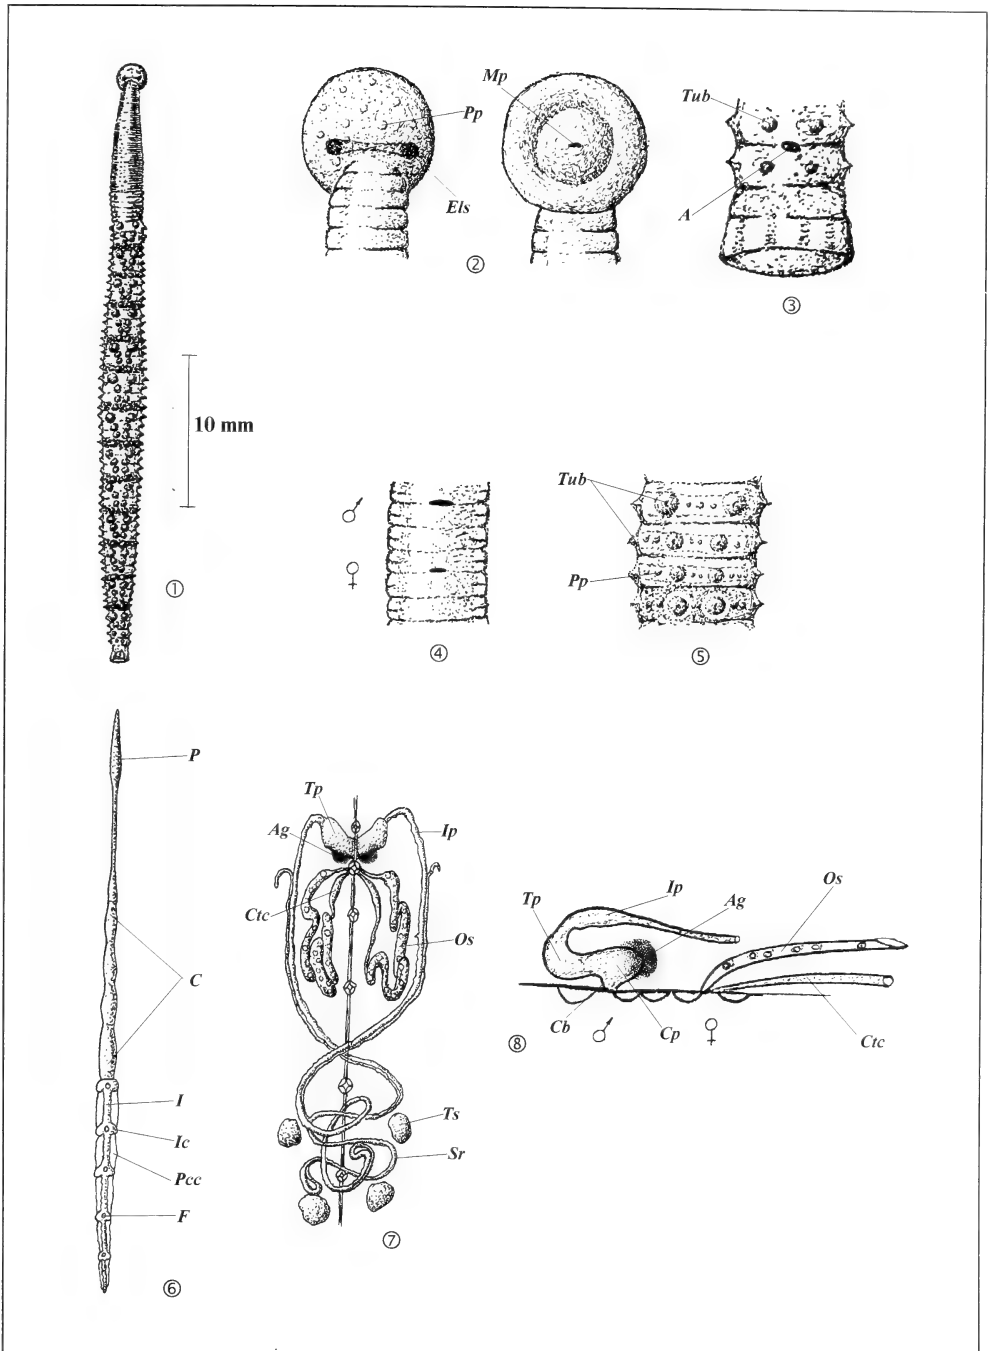 Mp
Pp
Els
②
Tub
A
③
10 mm
①
♂
♀
④
Tub
Pp
⑤
P
C
I
Ic
Pcc
F
⑥
Tp
Ag
Ip
Ctc
Os
Ts
Sr
⑦
Tp
Ip
Ag
Os
Cb
♂
Cp
♀
Ctc
⑧